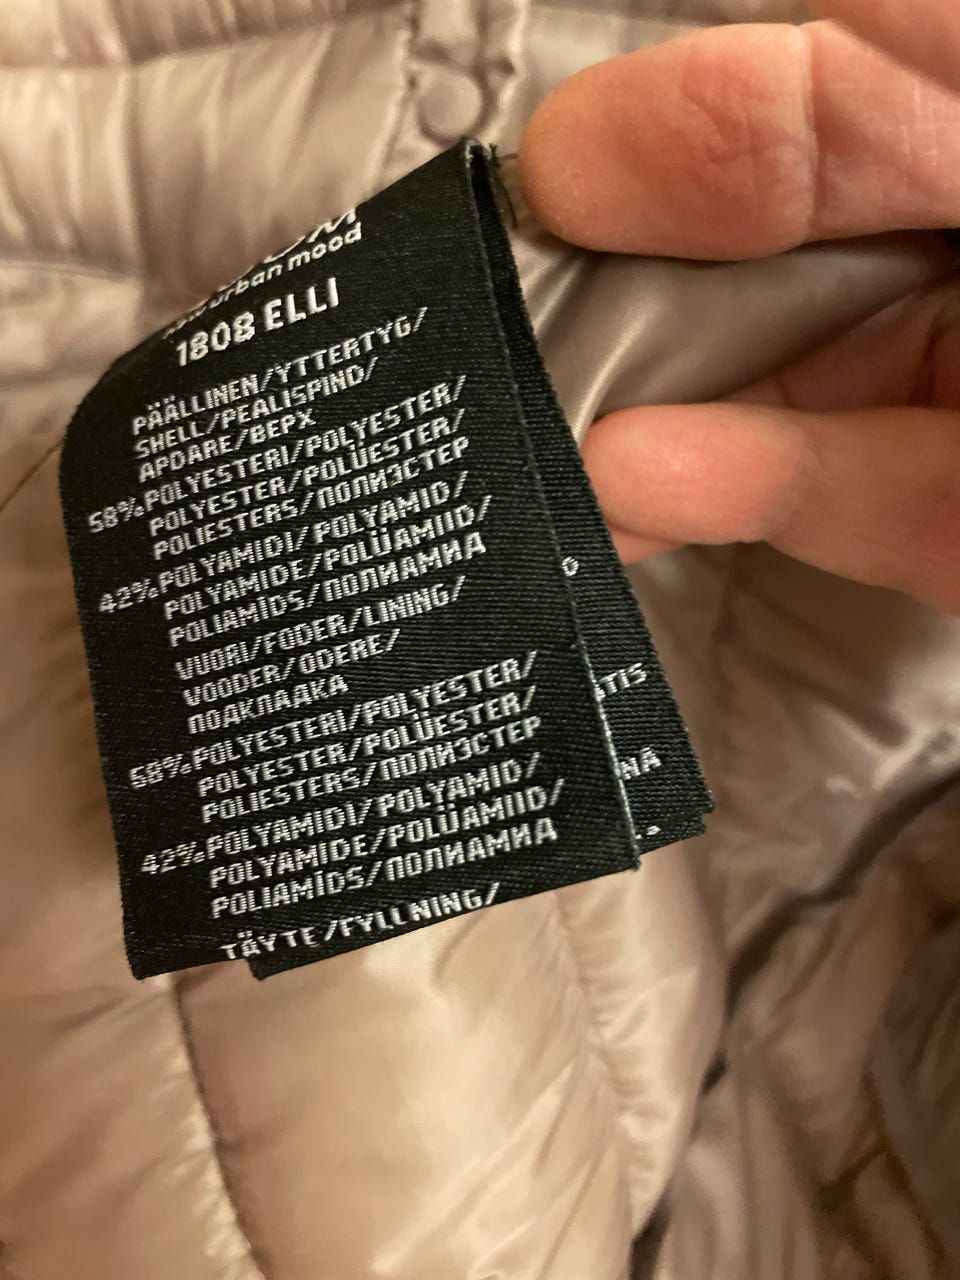 urban mood
1808 ELLI
PÄÄLLINEN/YTTERTYG/
SHELL/PEALISPIND/
APDARE/ВЕРХ
58% POLYESTERI/POLYESTER/
POLYESTER/POLÜESTER/
POLIESTERS/ПОЛИЭСТЕР
42% POLYAMIDI/POLYAMID/
POLYAMIDE/POLÜAMIID/
POLIAMĪDS/ПОЛИАМИД
VUORI/FODER/LINING/
VOODER/ODERE/
ПОДКЛАДКА
58% POLYESTERI/POLYESTER/
POLYESTER/POLÜESTER/
POLIESTERS/ПОЛИЭСТЕР
42% POLYAMIDI/POLYAMID/
POLYAMIDE/POLÜAMIID/
POLIAMĪDS/ПОЛИАМИД
TÄYTE/FYLLNING/